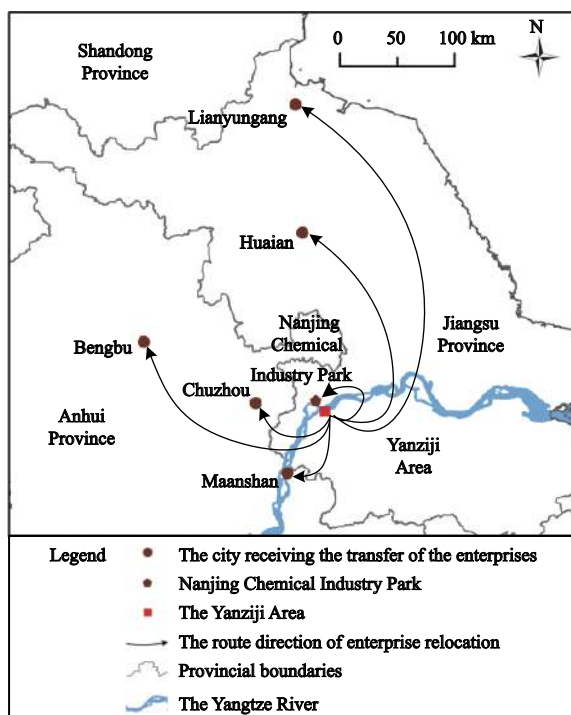 Shandong
Province
0 50 100 km
N
Lianyungang
Huaian
Nanjing
Chemical
Industry Park
Jiangsu
Province
Bengbu
Chuzhou
Anhui
Province
Yanziji
Area
Maanshan
Legend
The city receiving the transfer of the enterprises
Nanjing Chemical Industry Park
The Yanziji Area
The route direction of enterprise relocation
Provincial boundaries
The Yangtze River